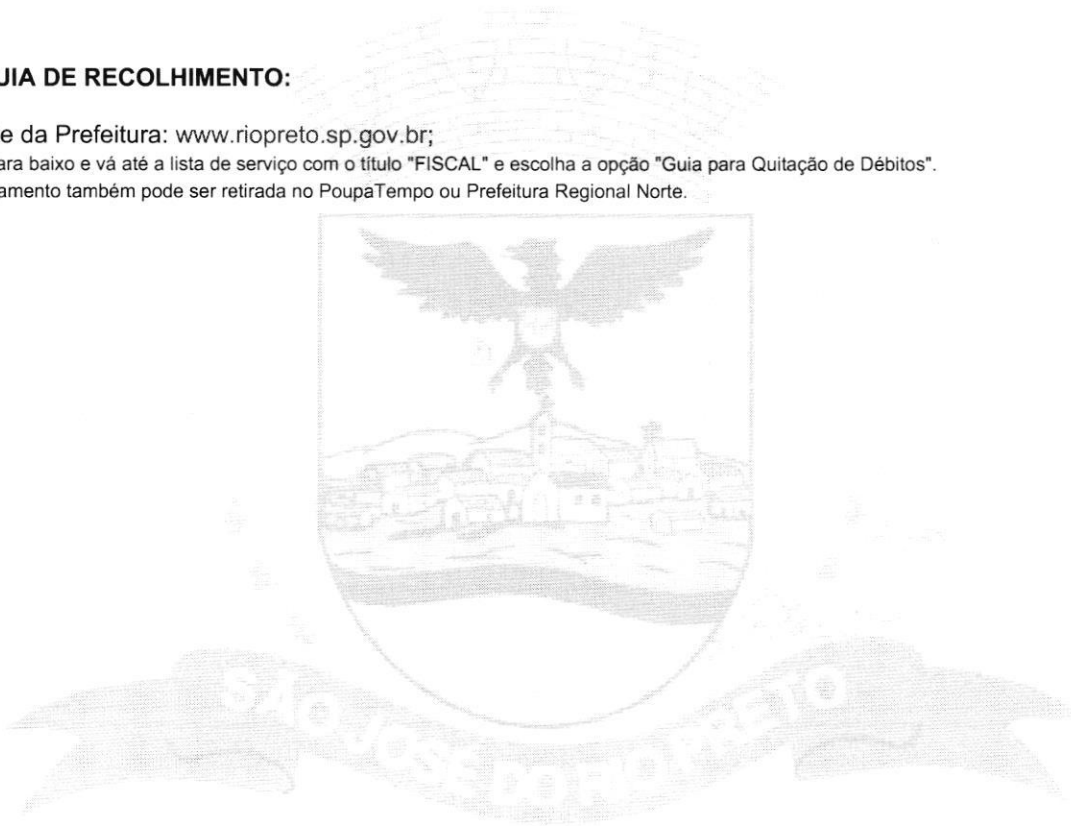 UIA DE RECOLHIMENTO:
e da Prefeitura: www.riopreto.sp.gov.br;
ara baixo e vá até a lista de serviço com o título "FISCAL" e escolha a opção "Guia para Quitação de Débitos".
amento também pode ser retirada no PoupaTempo ou Prefeitura Regional Norte.
SÃO JOSÉ DO RIO PRETO